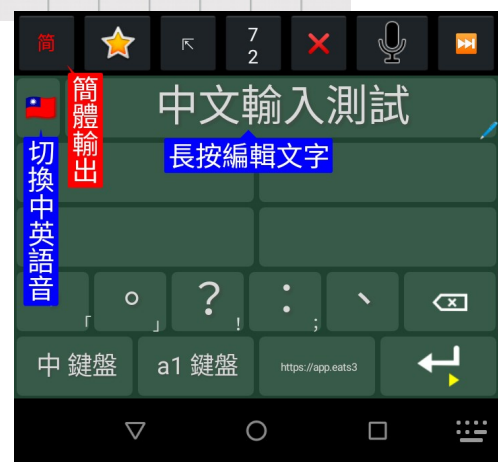 简
7
2
簡體輸出
中文輸入測試
切換中英語音
長按編輯文字
。
？
：
、
「
」
!
;
中 鍵盤
a1 鍵盤
https://app.eats3